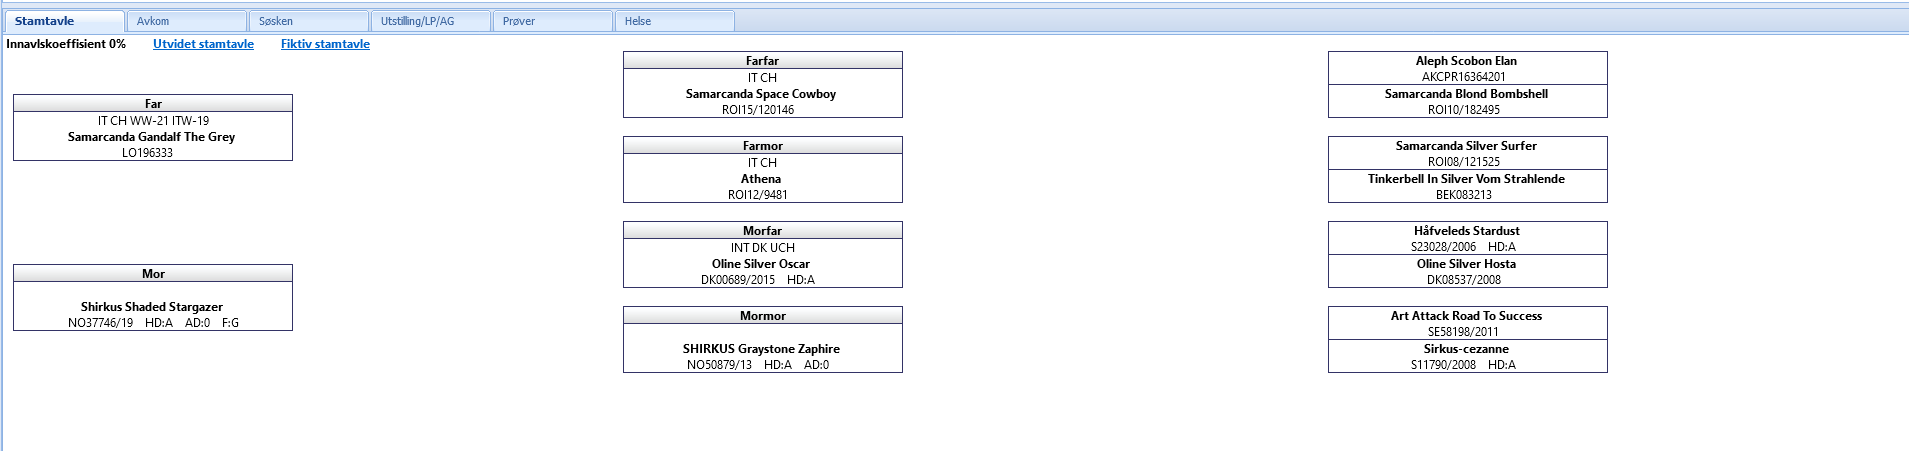 Stamtavle Avkom Søsken Utstilling/LP/AG Prøver Helse
Innavlskoeffisient 0% Utvidet stamtavle Fiktiv stamtavle
Far
IT CH WW-21 ITW-19
Samarcanda Gandalf The Grey
LO196333
Mor
Shirkus Shaded Stargazer
NO37746/19 HD:A AD:0 F:G
Farfar
IT CH
Samarcanda Space Cowboy
ROI15/120146
Farmor
IT CH
Athena
ROI12/9481
Morfar
INT DK UCH
Oline Silver Oscar
DK00689/2015 HD:A
Mormor
SHIRKUS Graystone Zaphire
NO50879/13 HD:A AD:0
Aleph Scobon Elan
AKCPR16364201
Samarcanda Blond Bombshell
ROI10/182495
Samarcanda Silver Surfer
ROI08/121525
Tinkerbell In Silver Vom Strahlende
BEK083213
Håfveleds Stardust
S23028/2006 HD:A
Oline Silver Hosta
DK08537/2008
Art Attack Road To Success
SE58198/2011
Sirkus-cezanne
S11790/2008 HD:A